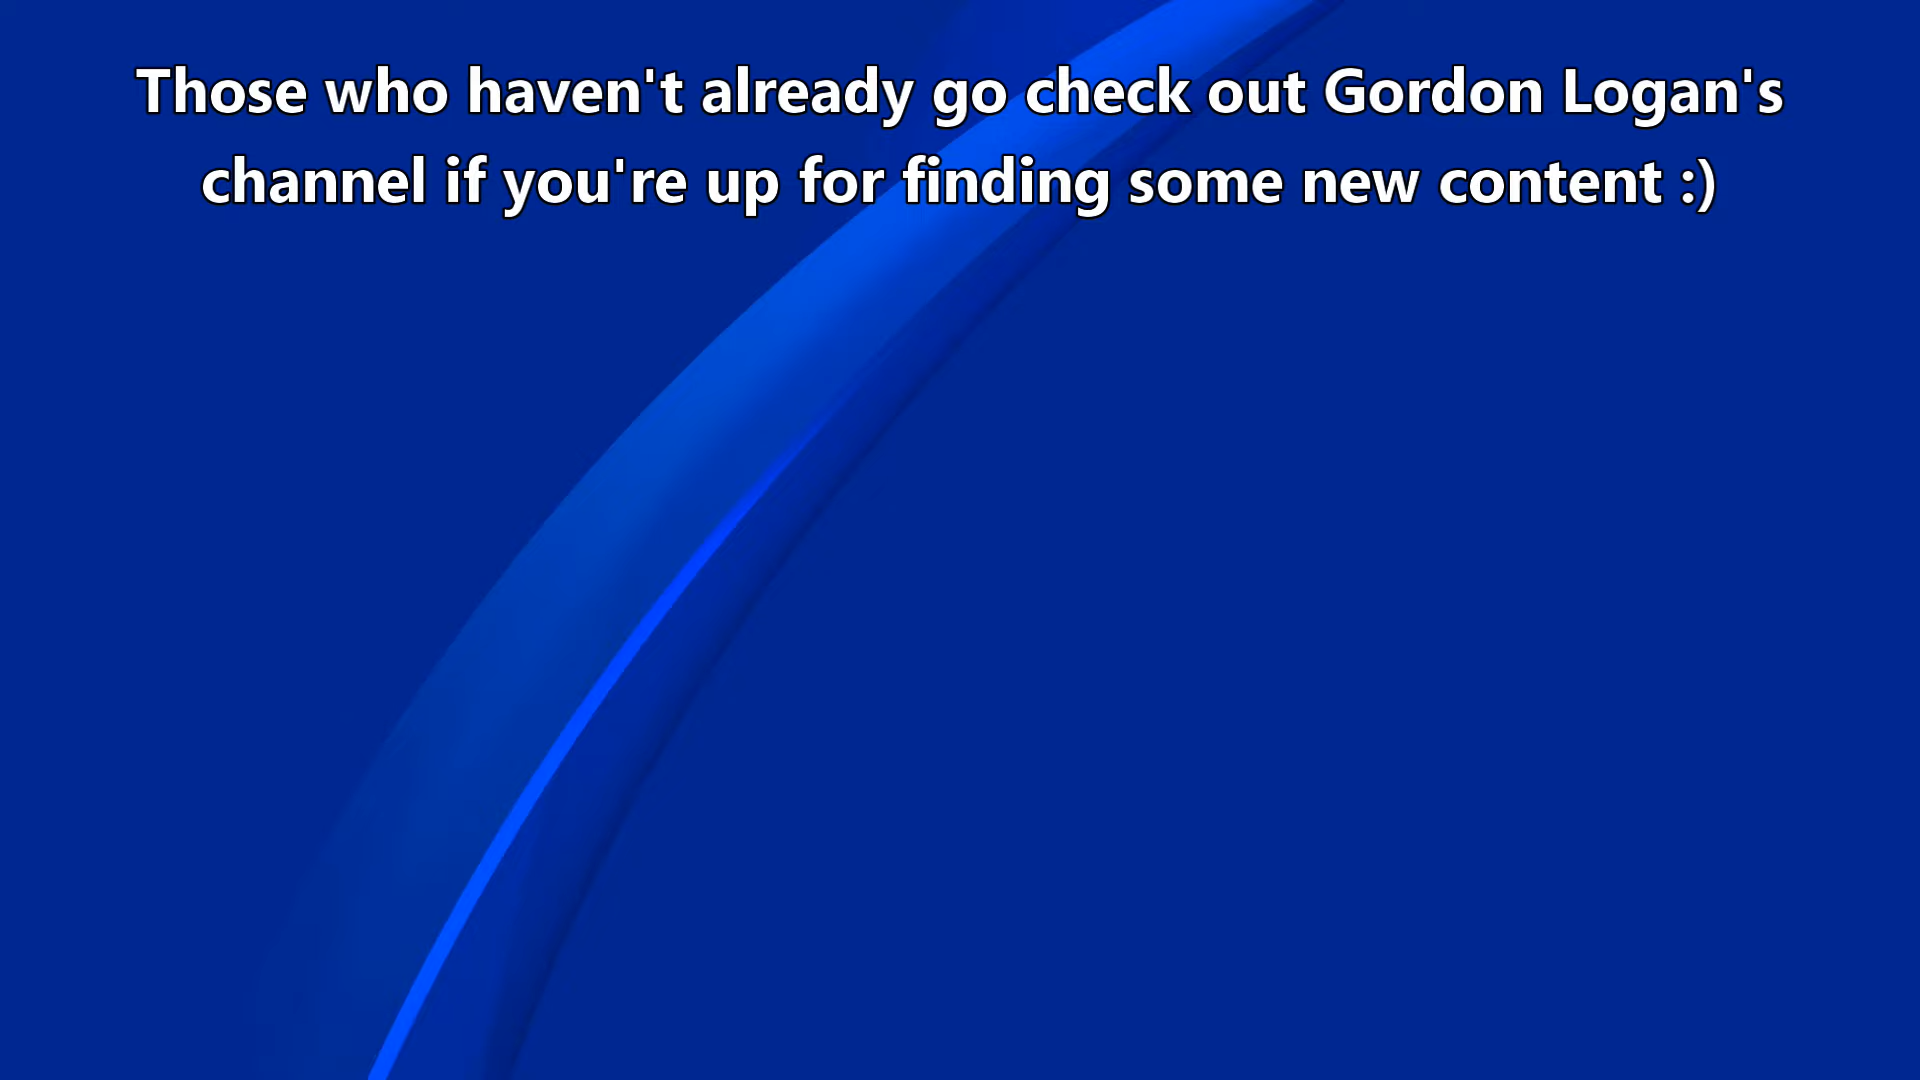 Those who haven't already go check out Gordon Logan's
channel if you're up for finding some new content :)